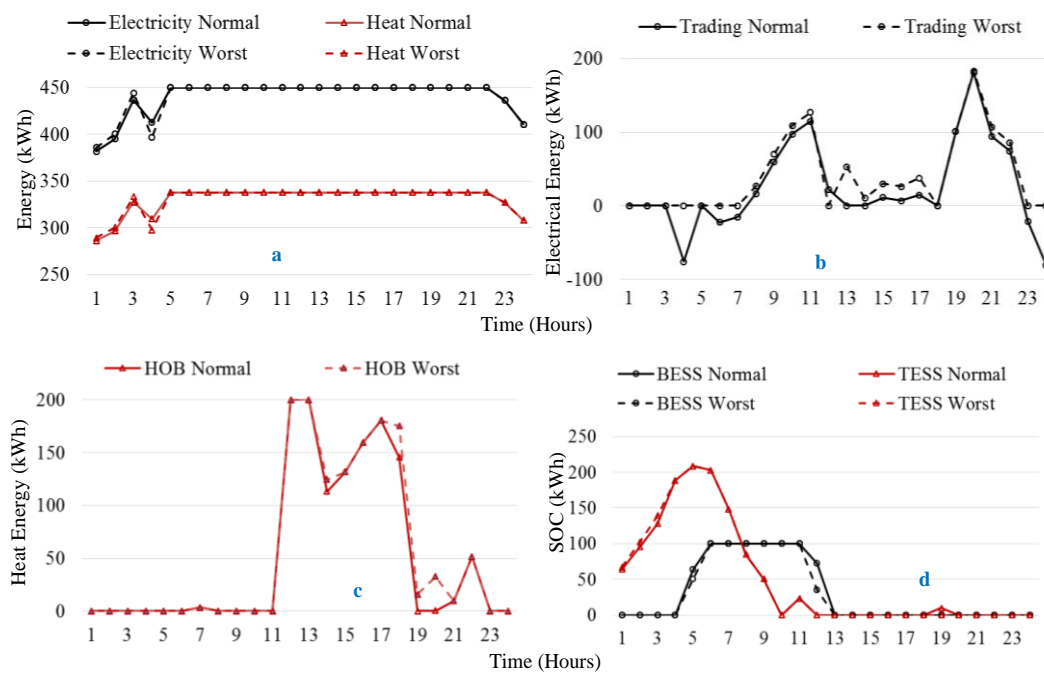 Electricity Normal
Heat Normal
Electricity Worst
Heat Worst
Energy (kWh)
450
400
350
300
250
a
1 3 5 7 9 11 13 15 17 19 21 23
Trading Normal
Trading Worst
Electrical Energy (kWh)
200
100
0
-100
b
1 3 5 7 9 11 13 15 17 19 21 23
Time (Hours)
HOB Normal
HOB Worst
Heat Energy (kWh)
200
150
100
50
0
c
1 3 5 7 9 11 13 15 17 19 21 23
BESS Normal
TESS Normal
BESS Worst
TESS Worst
SOC (kWh)
250
200
150
100
50
0
d
1 3 5 7 9 11 13 15 17 19 21 23
Time (Hours)